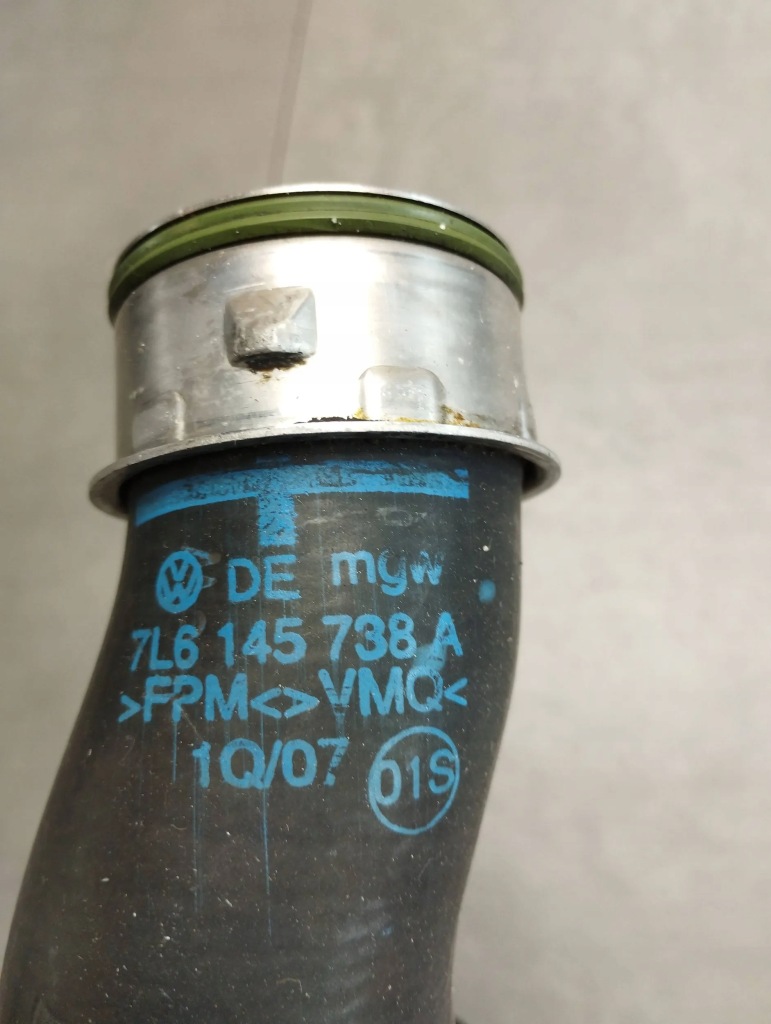 DE mgw
7L6 145 738 A
>FPM<>VMQ<
1Q/07 01S